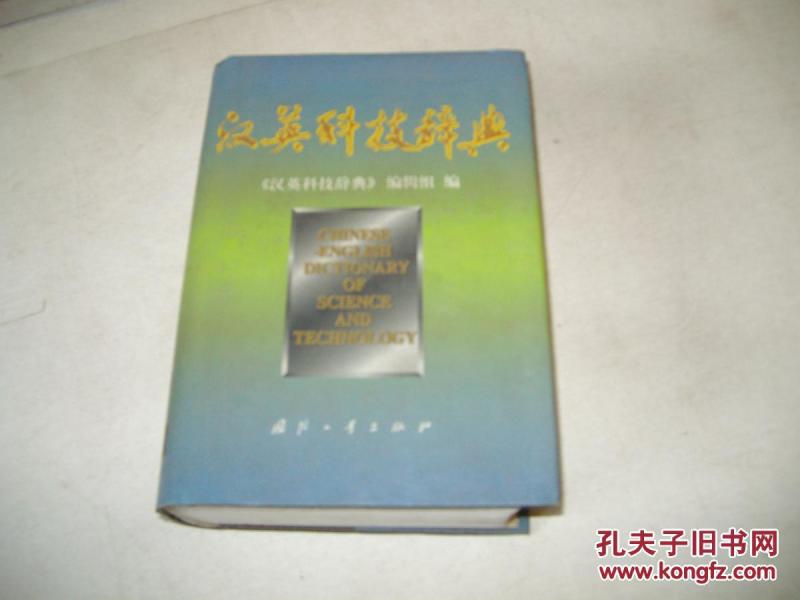 汉英科技辞典
《汉英科技辞典》 编辑组 编
CHINESE
-ENGLISH
DICTIONARY
OF
SCIENCE
AND
TECHNOLOGY
国防工业出版社
孔夫子旧书网
www.kongfz.com